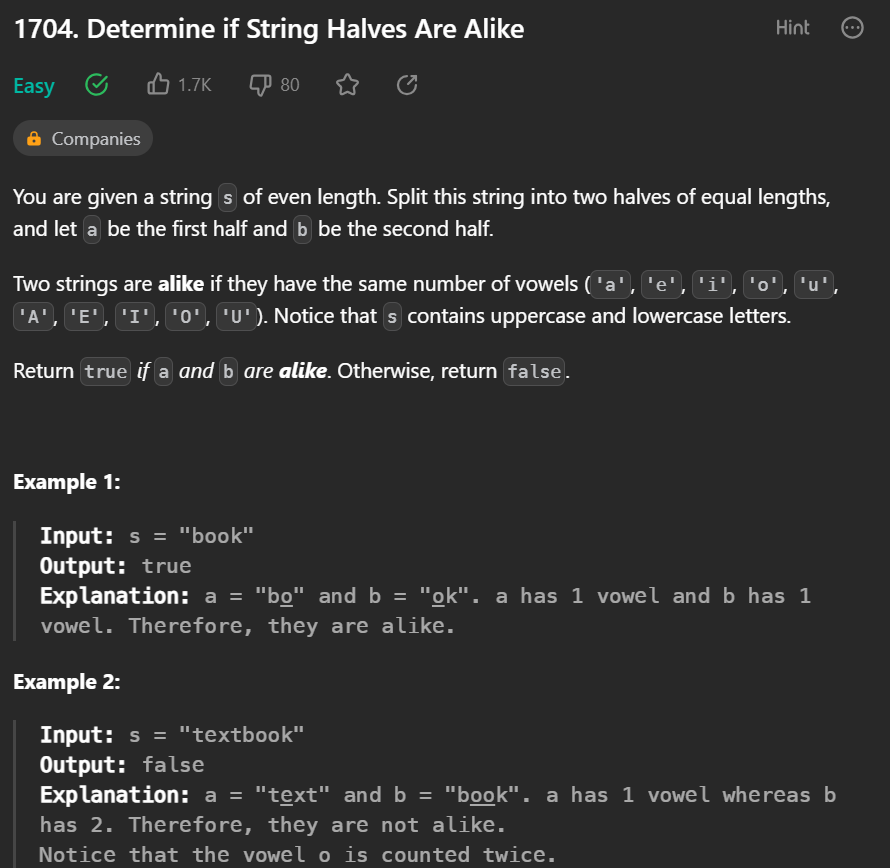 1704. Determine if String Halves Are Alike
Hint
Easy
1.7K
80
Companies
You are given a string s of even length. Split this string into two halves of equal lengths,
and let a be the first half and b be the second half.
Two strings are alike if they have the same number of vowels ('a', 'e', 'i', 'o', 'u',
'A', 'E', 'I', 'O', 'U'). Notice that s contains uppercase and lowercase letters.
Return true if a and b are alike. Otherwise, return false.
Example 1:
Input: s = "book"
Output: true
Explanation: a = "bo" and b = "ok". a has 1 vowel and b has 1
vowel. Therefore, they are alike.
Example 2:
Input: s = "textbook"
Output: false
Explanation: a = "text" and b = "book". a has 1 vowel whereas b
has 2. Therefore, they are not alike.
Notice that the vowel o is counted twice.